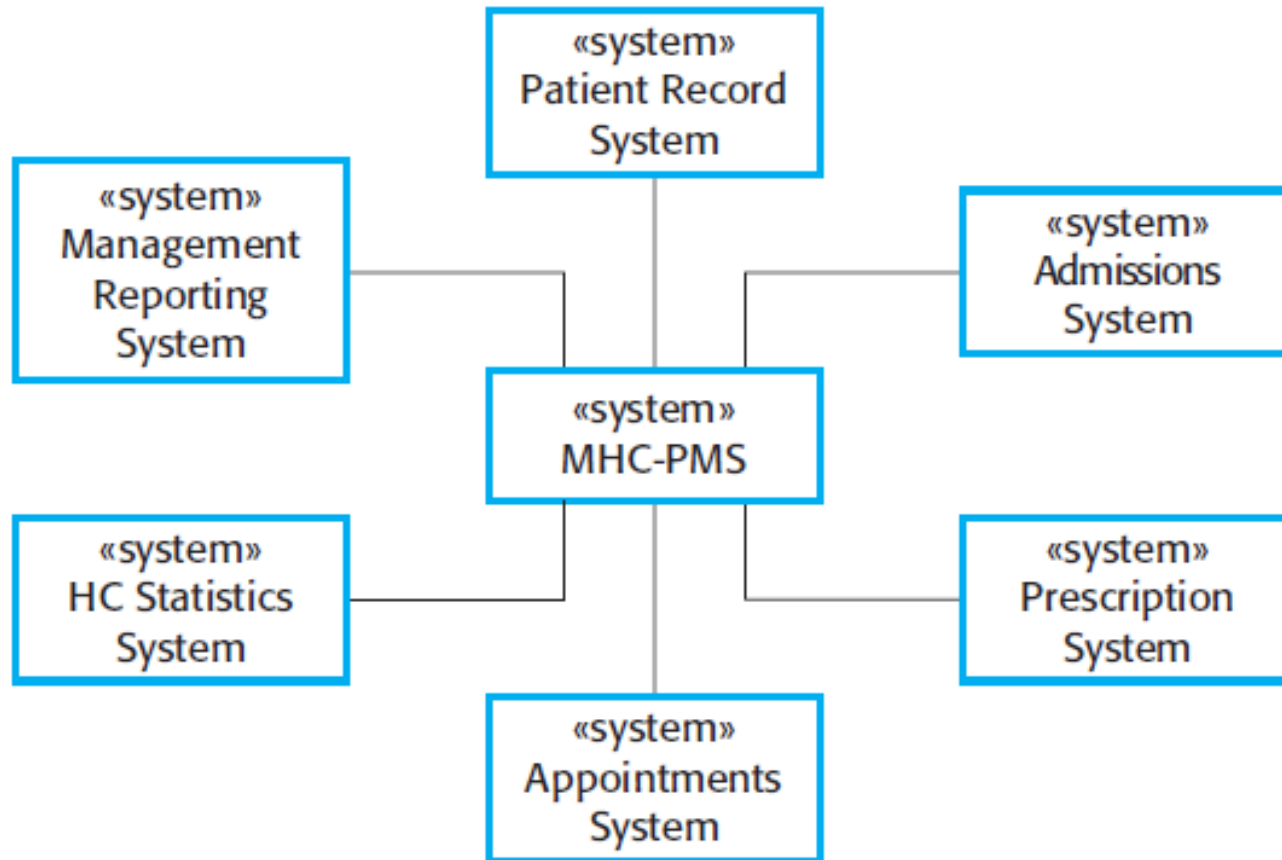 «system»
Patient Record
System
«system»
Management
Reporting
System
«system»
Admissions
System
«system»
MHC-PMS
«system»
HC Statistics
System
«system»
Prescription
System
«system»
Appointments
System